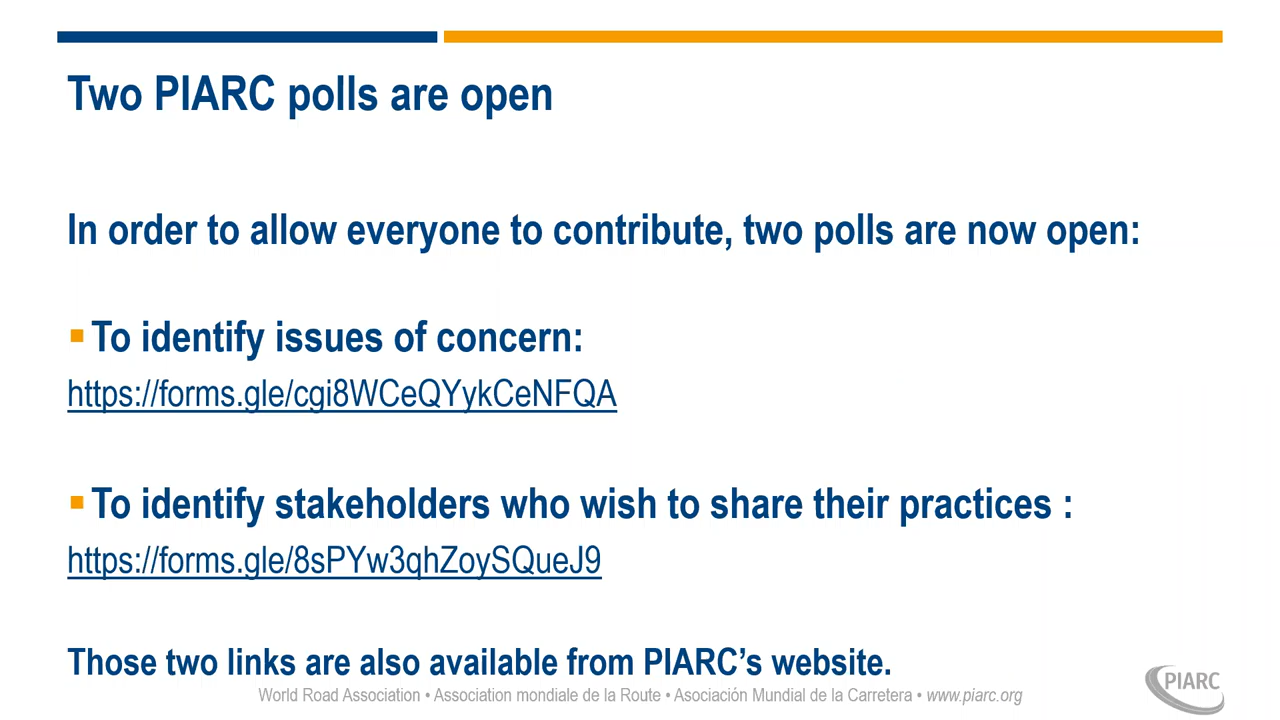 Two PIARC polls are open
In order to allow everyone to contribute, two polls are now open:
To identify issues of concern:
https://forms.gle/cgi8WCeQYykCeNFQA
To identify stakeholders who wish to share their practices :
https://forms.gle/8sPYw3qhZoySQueJ9
Those two links are also available from PIARC’s website.
World Road Association • Association mondiale de la Route • Asociación Mundial de la Carretera • www.piarc.org
PIARC